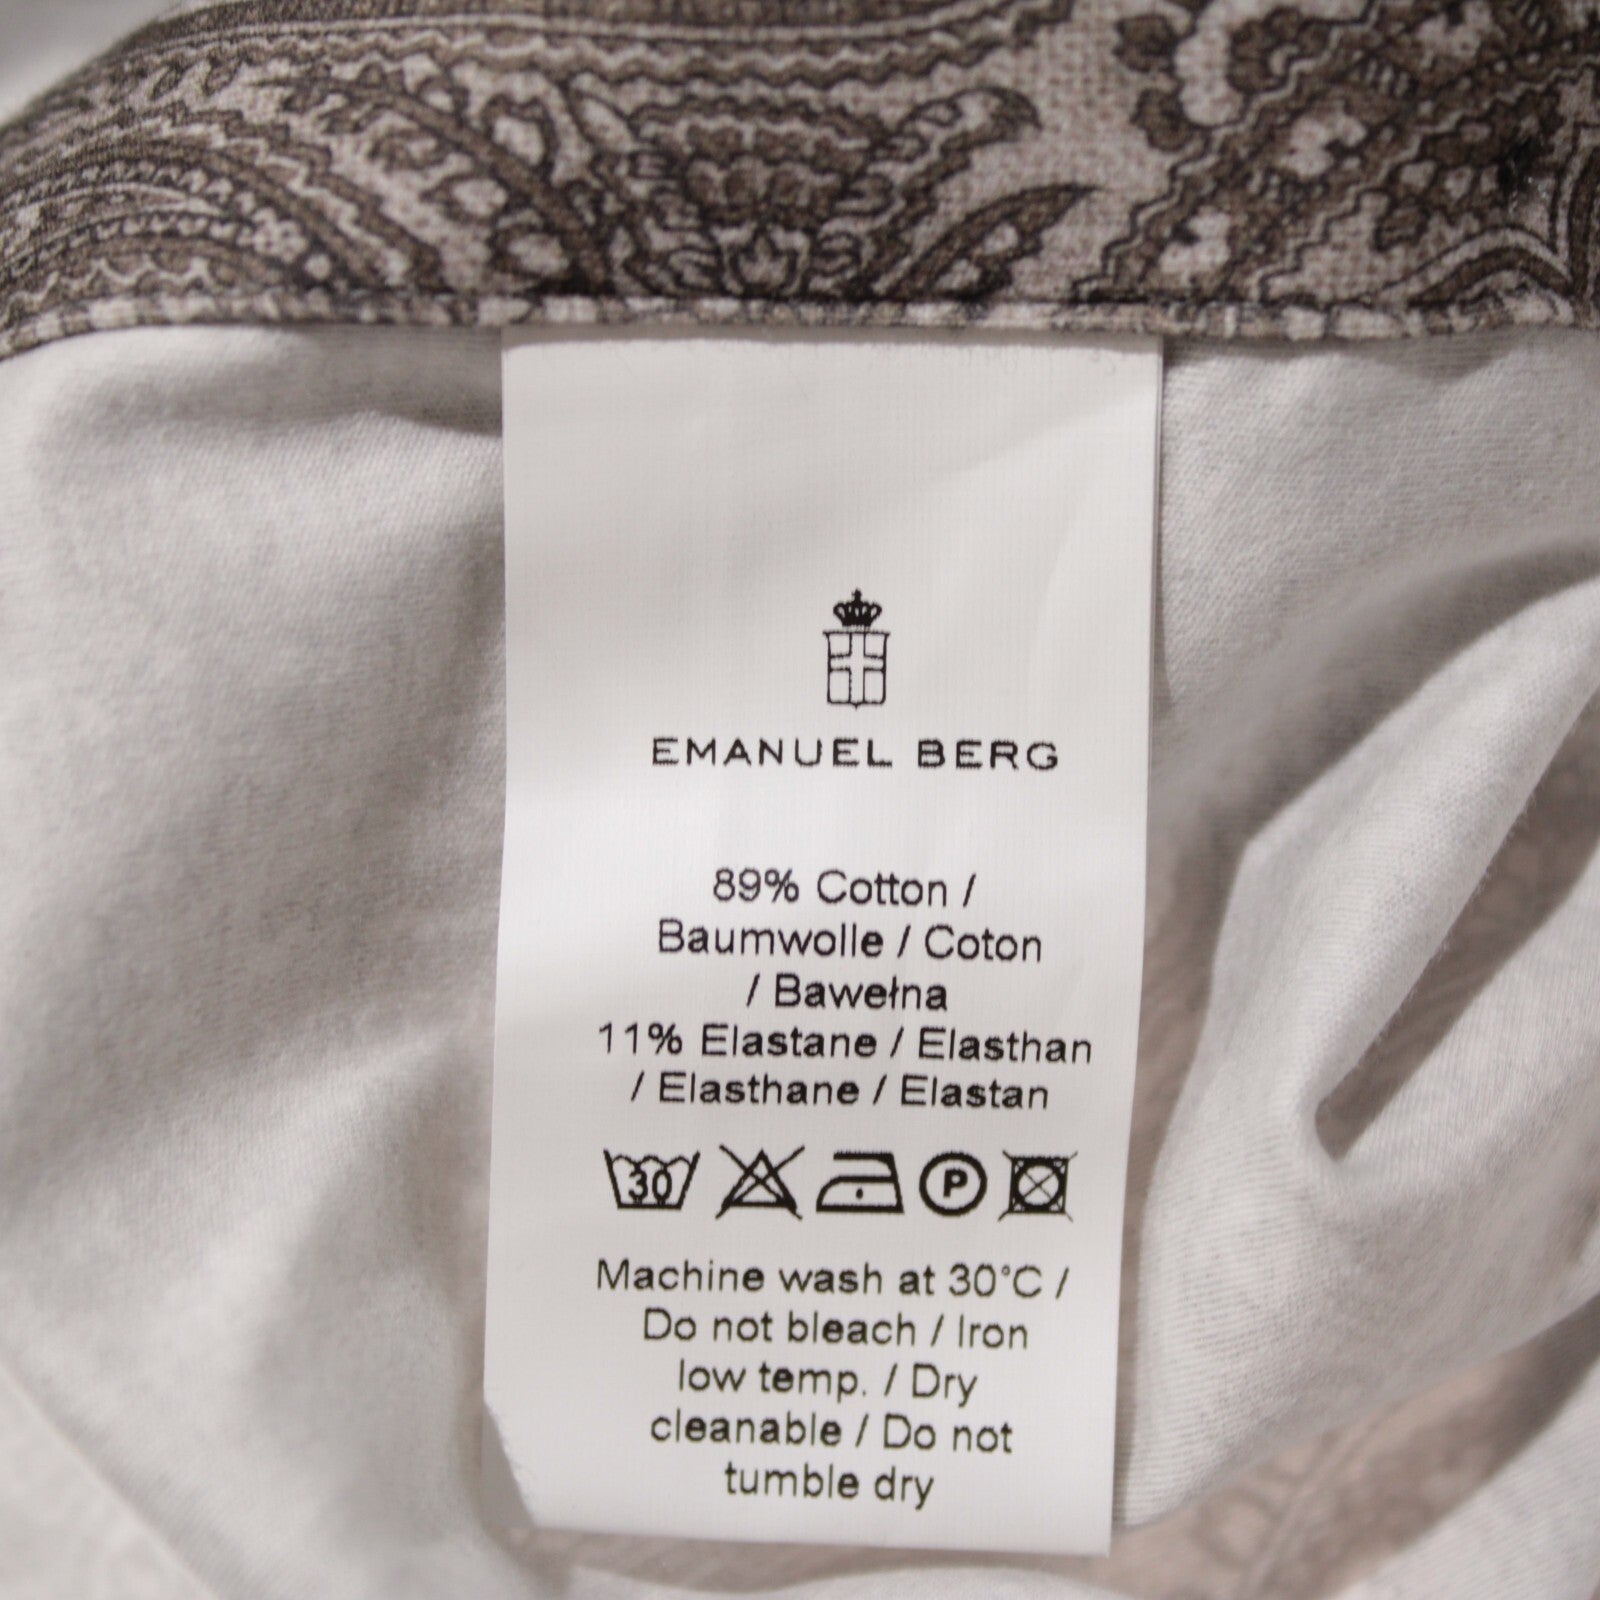 EMANUEL BERG
89% Cotton /
Baumwolle / Coton
/ Bawełna
11% Elastane / Elasthan
/ Elasthane / Elastan
30 P
Machine wash at 30°C /
Do not bleach / Iron
low temp. / Dry
cleanable / Do not
tumble dry